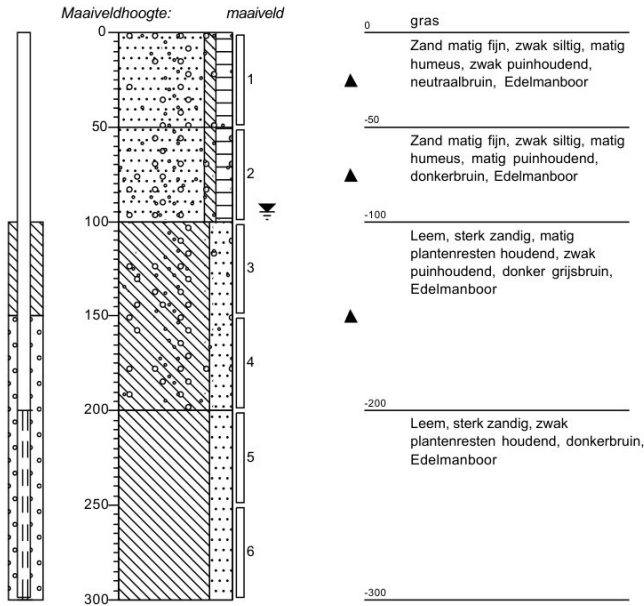 Maaiveldhoogte: maaiveld
0
50
100
150
200
250
300
1
2
3
4
5
6
0
gras
Zand matig fijn, zwak siltig, matig
humeus, zwak puinhoudend,
neutraalbruin, Edelmanboor
-50
Zand matig fijn, zwak siltig, matig
humeus, matig puinhoudend,
donkerbruin, Edelmanboor
-100
Leem, sterk zandig, matig
plantenresten houdend, zwak
puinhoudend, donker grijsbruin,
Edelmanboor
-200
Leem, sterk zandig, zwak
plantenresten houdend, donkerbruin,
Edelmanboor
-300